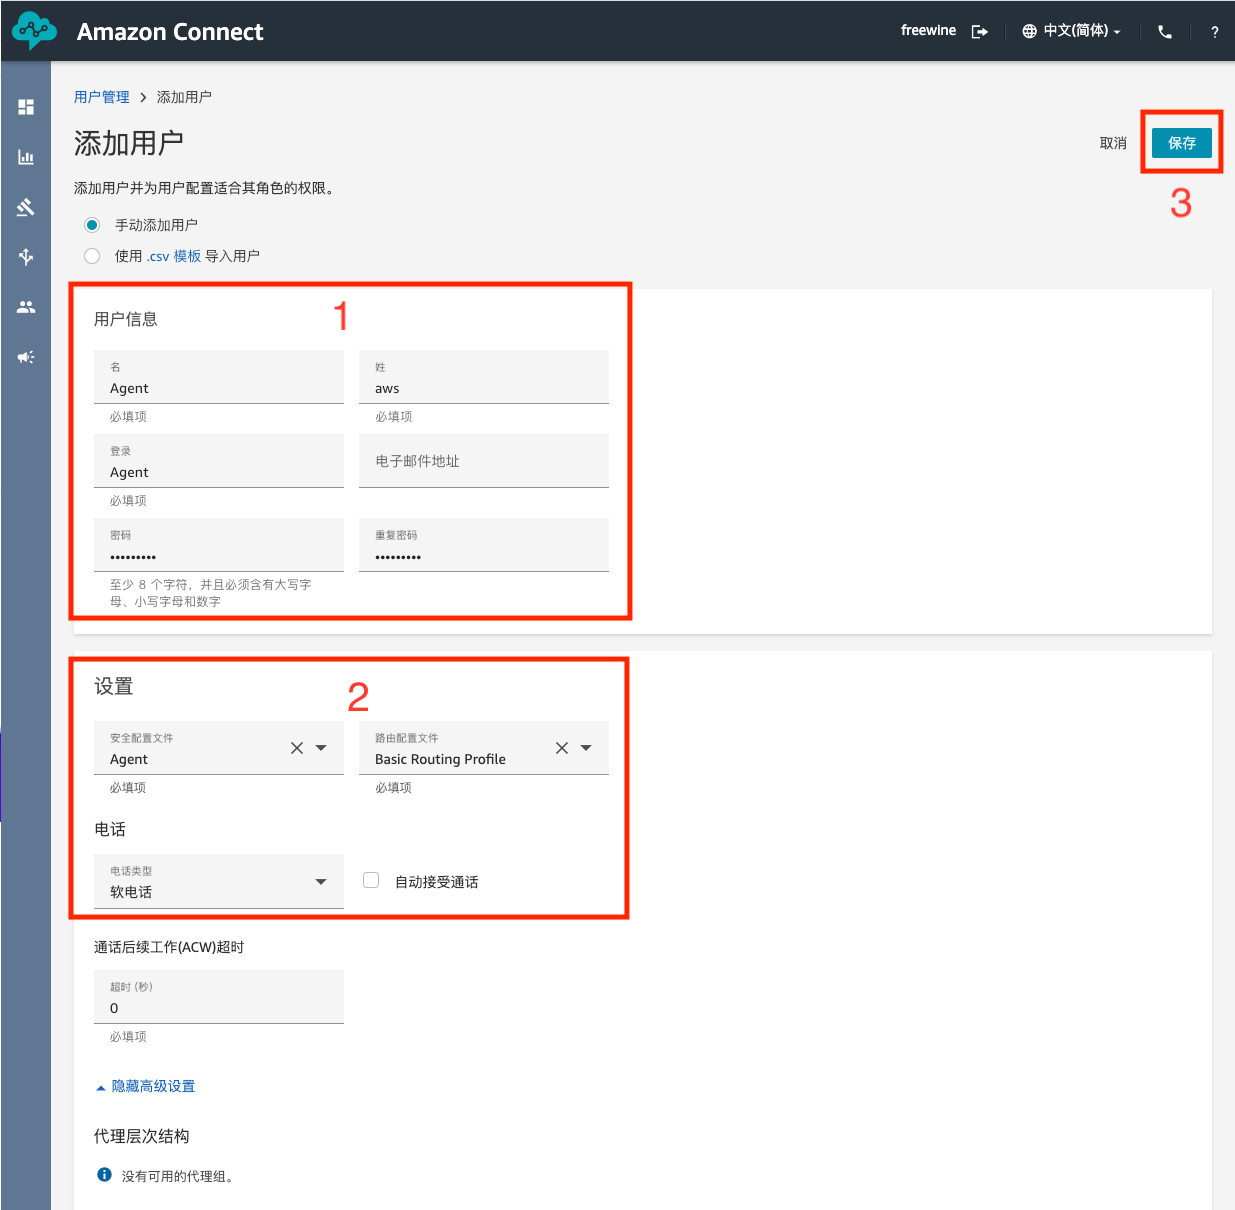 Amazon Connect
freewine
中文(简体)
?
用户管理 > 添加用户
添加用户
取消
保存
3
添加用户并为用户配置适合其角色的权限。
手动添加用户
使用 .csv 模板 导入用户
1
用户信息
名
Agent
必填项
姓
aws
必填项
登录
Agent
必填项
电子邮件地址
密码
•••••••••
至少 8 个字符，并且必须含有大写字
母、小写字母和数字
重复密码
•••••••••
设置
2
安全配置文件
Agent
必填项
路由配置文件
Basic Routing Profile
必填项
电话
电话类型
软电话
自动接受通话
通话后续工作(ACW)超时
超时 (秒)
0
必填项
隐藏高级设置
代理层次结构
没有可用的代理组。